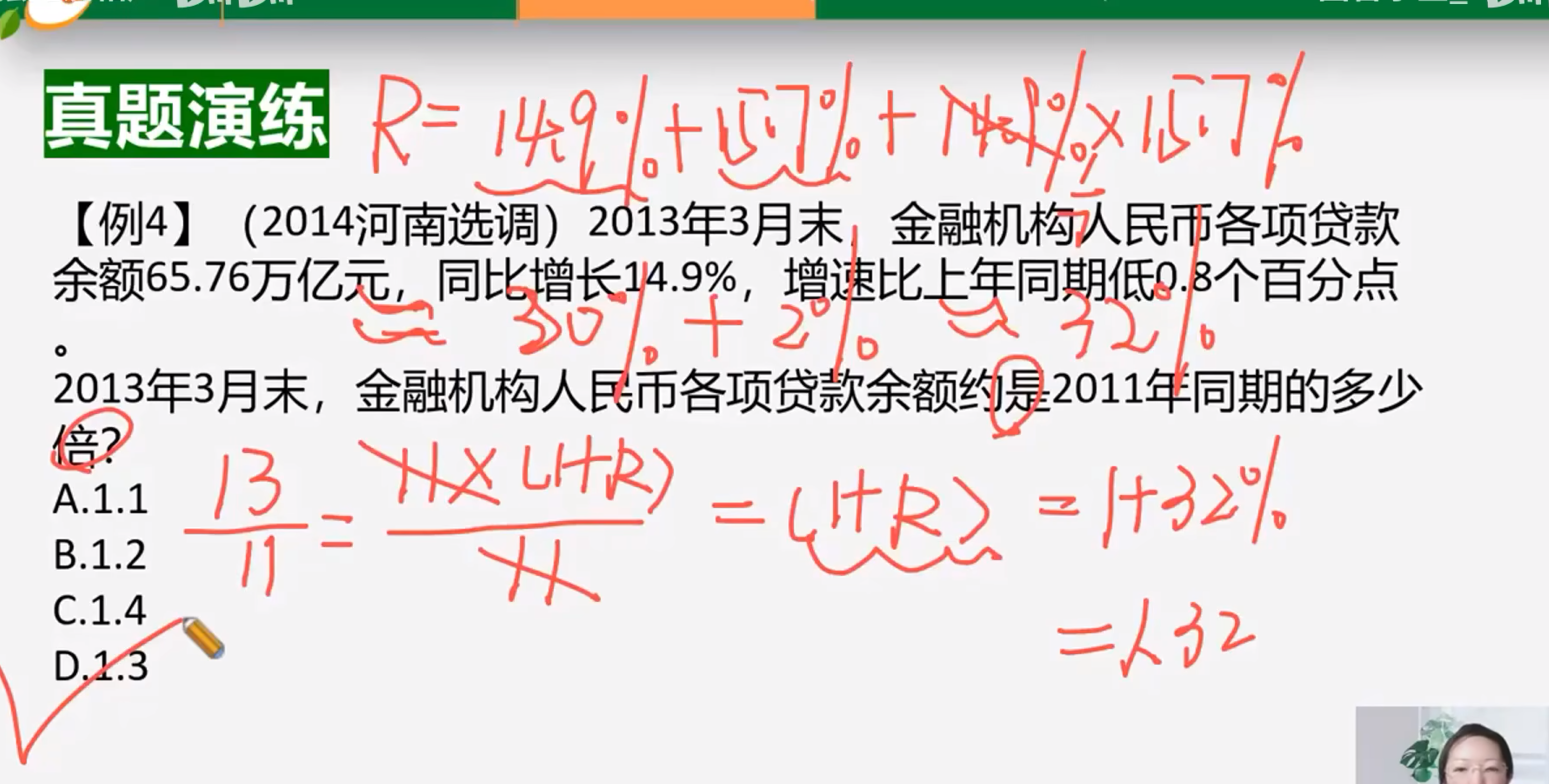 真题演练
R= 14.9%+15.7%+14.9%×15.7%
1/7
【例4】（2014河南选调）2013年3月末，金融机构人民币各项贷款
余额65.76万亿元，同比增长14.9%，增速比上年同期低0.8个百分点
。
≈ 30% + 2% ≈ 32%
2013年3月末，金融机构人民币各项贷款余额约是2011年同期的多少
倍？
A.1.1
B.1.2
C.1.4
D.1.3
13/11 = 11×(1+R)/11 = (1+R) = 1+32%
=1.32